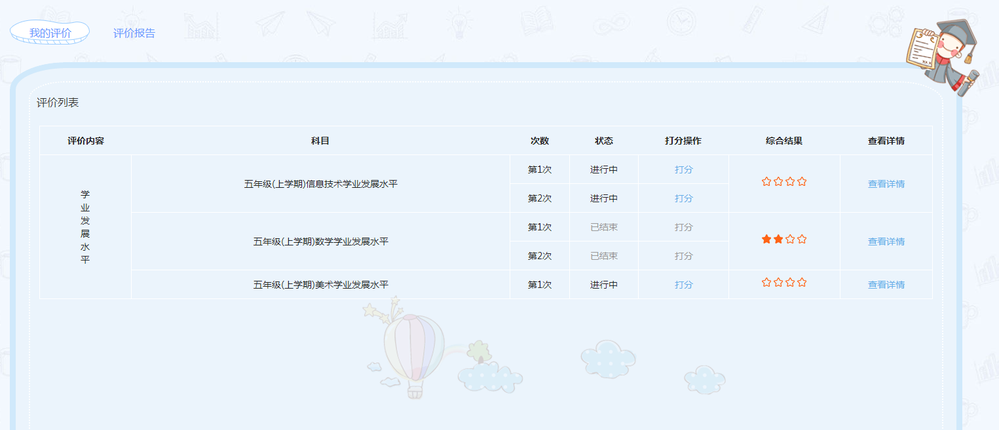 我的评价 评价报告
评价列表
评价内容 科目 次数 状态 打分操作 综合结果 查看详情
学业发展水平
五年级(上学期)信息技术学业发展水平 第1次 进行中 打分 查看详情
第2次 进行中 打分
五年级(上学期)数学学业发展水平 第1次 已结束 打分 查看详情
第2次 已结束 打分
五年级(上学期)美术学业发展水平 第1次 进行中 打分 查看详情